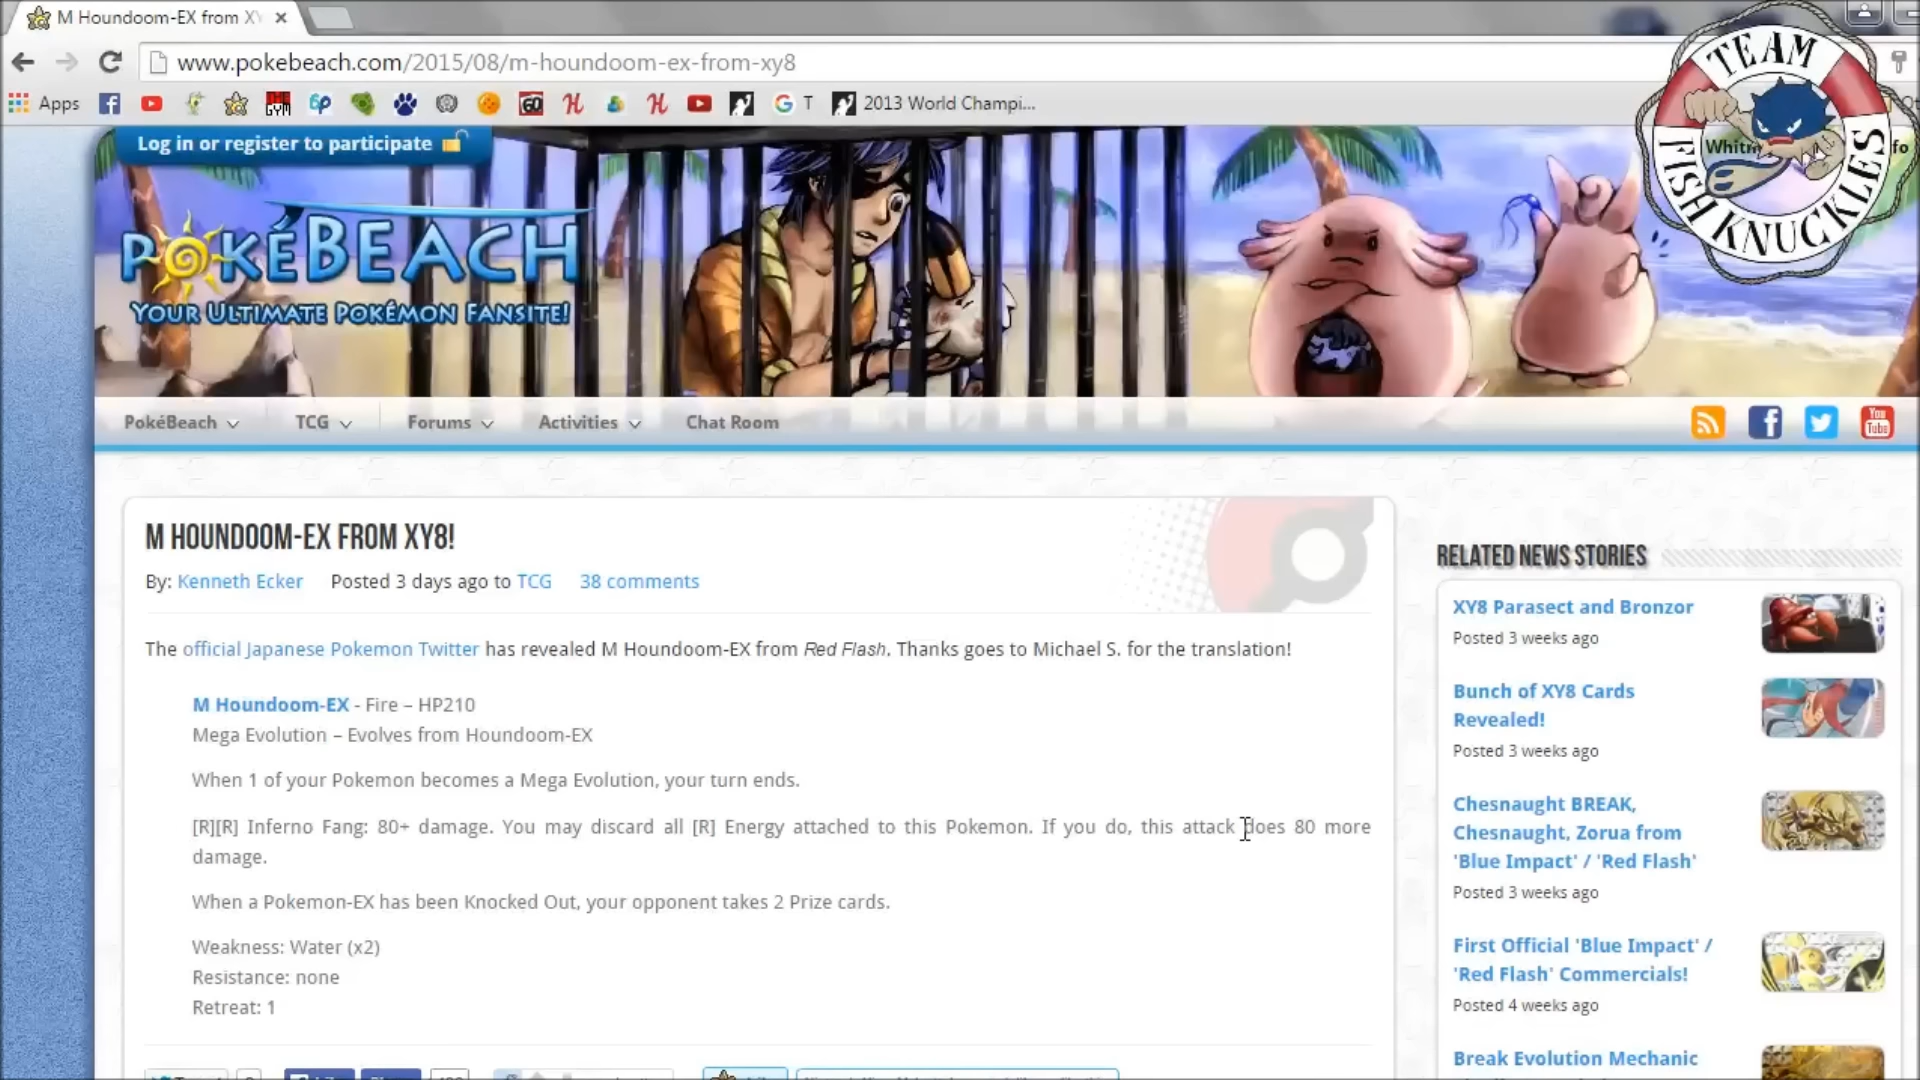 M Houndoom-EX from XY
www.pokebeach.com/2015/08/m-houndoom-ex-from-xy8
Apps
THE GYM
60
G T
2013 World Champi...
TEAM
FISH KNUCKLES
Log in or register to participate
POKÉBEACH
YOUR ULTIMATE POKÉMON FANSITE!
PokéBeach
TCG
Forums
Activities
Chat Room
You
Tube
M HOUNDOOM-EX FROM XY8!
By: Kenneth Ecker Posted 3 days ago to TCG 38 comments
The official Japanese Pokemon Twitter has revealed M Houndoom-EX from Red Flash. Thanks goes to Michael S. for the translation!
M Houndoom-EX - Fire – HP210
Mega Evolution – Evolves from Houndoom-EX
When 1 of your Pokemon becomes a Mega Evolution, your turn ends.
[R][R] Inferno Fang: 80+ damage. You may discard all [R] Energy attached to this Pokemon. If you do, this attack does 80 more
damage.
When a Pokemon-EX has been Knocked Out, your opponent takes 2 Prize cards.
Weakness: Water (x2)
Resistance: none
Retreat: 1
RELATED NEWS STORIES
XY8 Parasect and Bronzor
Posted 3 weeks ago
Bunch of XY8 Cards
Revealed!
Posted 3 weeks ago
Chesnaught BREAK,
Chesnaught, Zorua from
'Blue Impact' / 'Red Flash'
Posted 3 weeks ago
First Official 'Blue Impact' /
'Red Flash' Commercials!
Posted 4 weeks ago
Break Evolution Mechanic